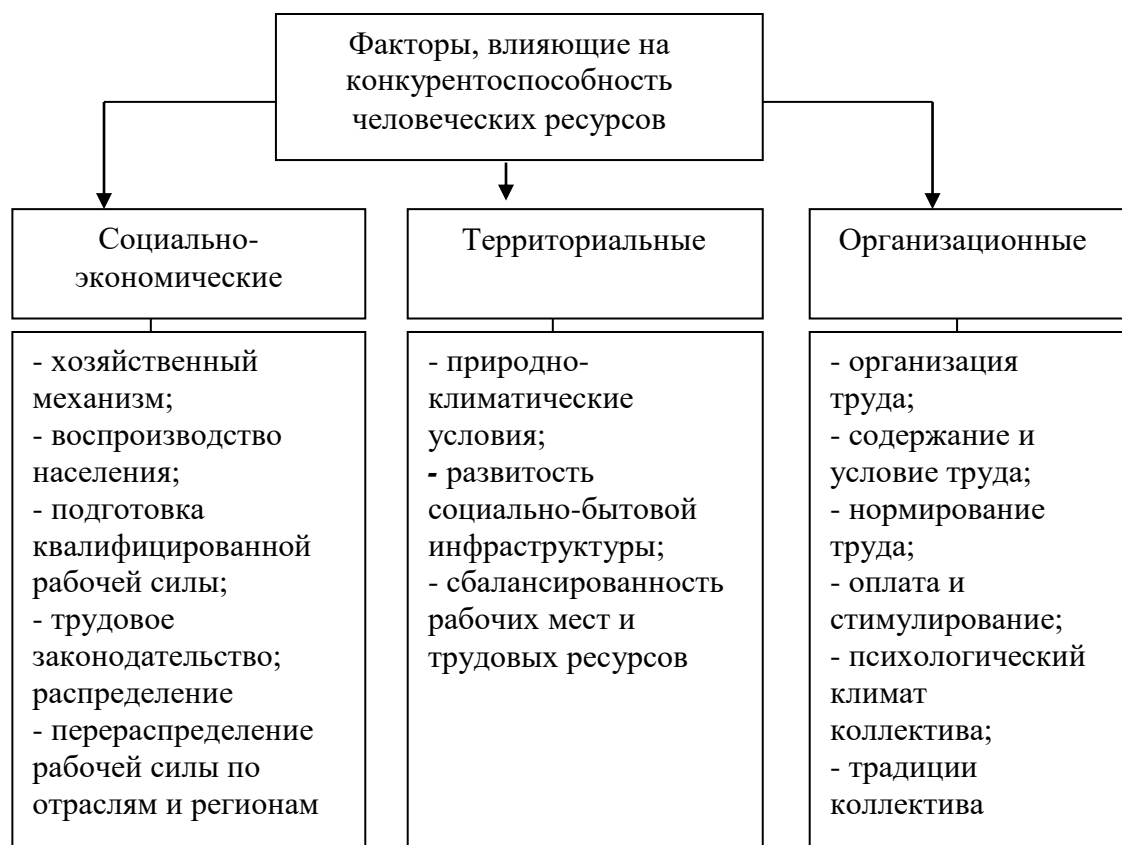 Факторы, влияющие на
конкурентоспособность
человеческих ресурсов
Социально-
экономические
- хозяйственный
механизм;
- воспроизводство
населения;
- подготовка
квалифицированной
рабочей силы;
- трудовое
законодательство;
распределение
- перераспределение
рабочей силы по
отраслям и регионам
Территориальные
- природно-
климатические
условия;
- развитость
социально-бытовой
инфраструктуры;
- сбалансированность
рабочих мест и
трудовых ресурсов
Организационные
- организация
труда;
- содержание и
условие труда;
- нормирование
труда;
- оплата и
стимулирование;
- психологический
климат
коллектива;
- традиции
коллектива